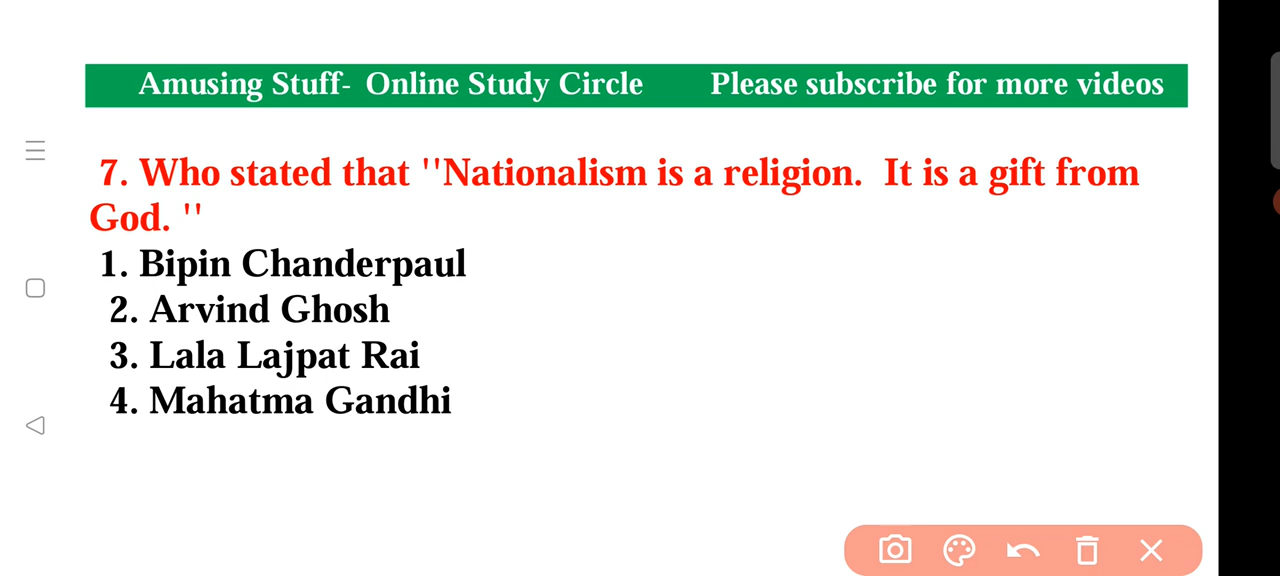 Amusing Stuff- Online Study Circle Please subscribe for more videos
7. Who stated that ''Nationalism is a religion. It is a gift from
God. ''
1. Bipin Chanderpaul
2. Arvind Ghosh
3. Lala Lajpat Rai
4. Mahatma Gandhi